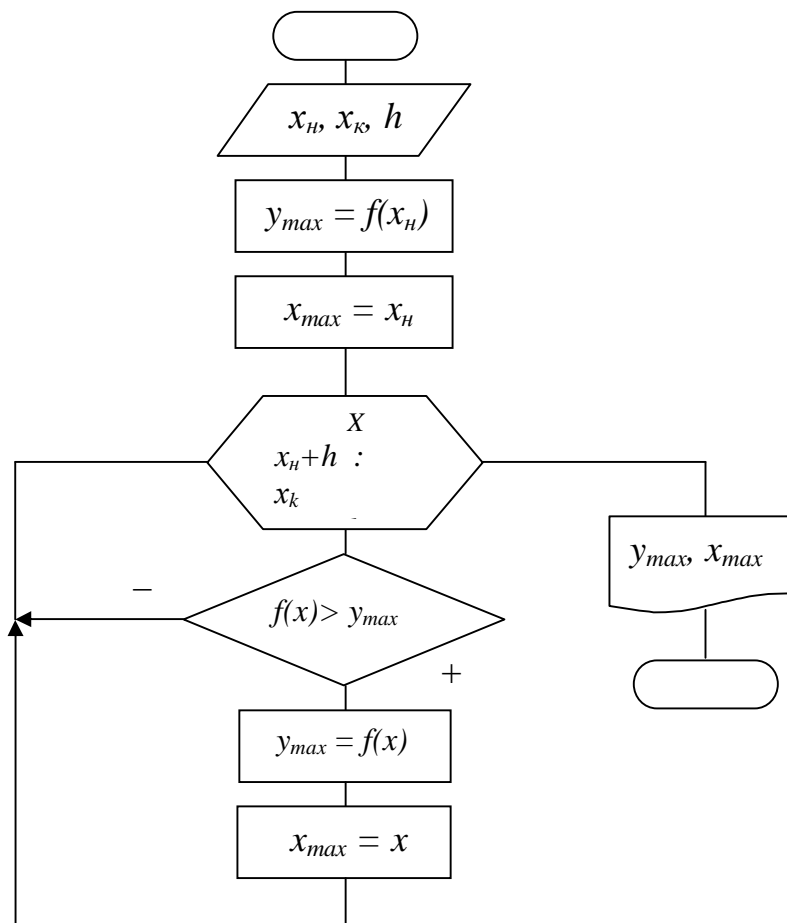 xн, xк, h
ymax = f(xн)
xmax = xн
X
xн+h :
xk
ymax, xmax
–
f(x)> ymax
+
ymax = f(x)
xmax = x